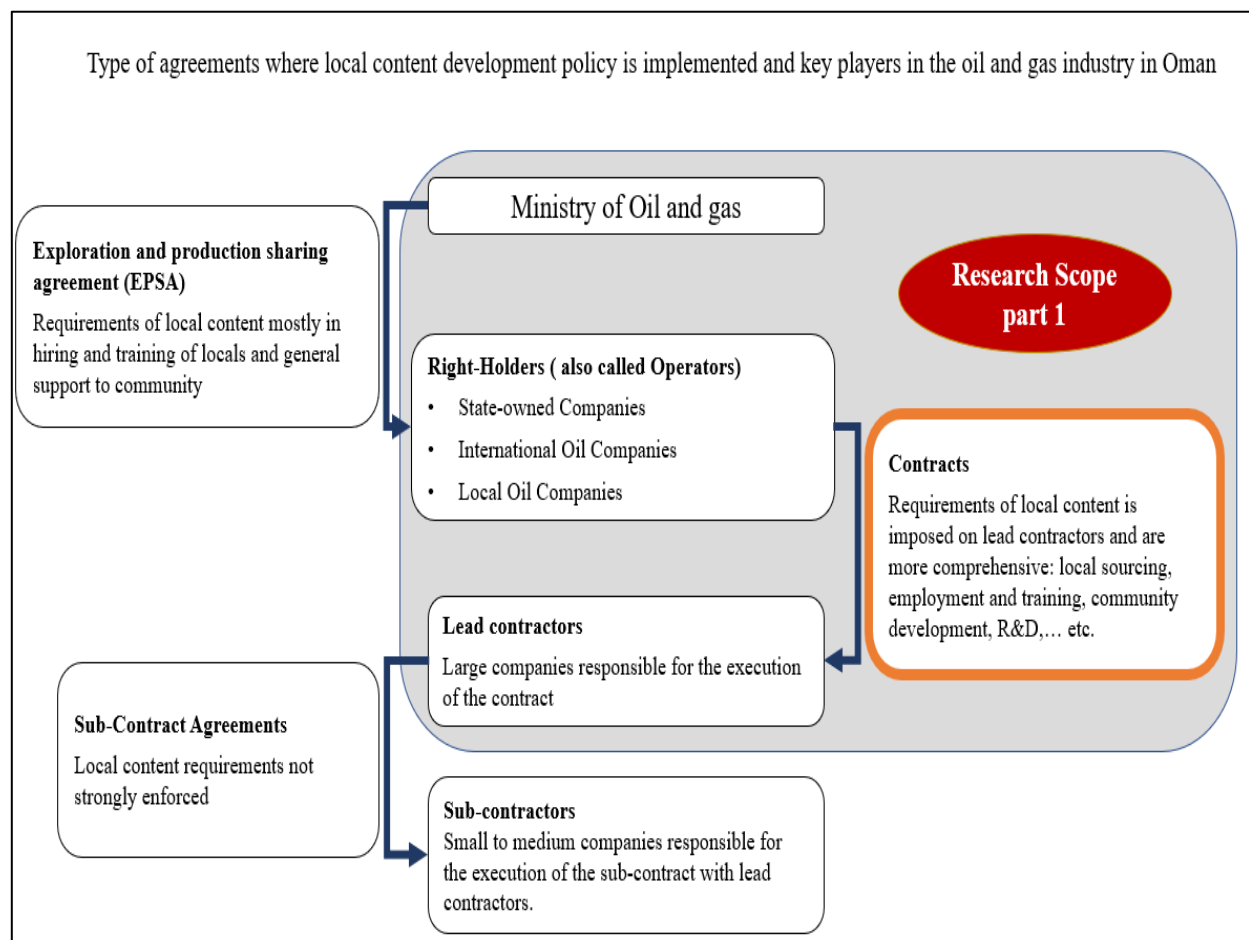 Type of agreements where local content development policy is implemented and key players in the oil and gas industry in Oman
Ministry of Oil and gas
Exploration and production sharing
agreement (EPSA)
Requirements of local content mostly in
hiring and training of locals and general
support to community
Research Scope
part 1
Right-Holders ( also called Operators)
• State-owned Companies
• International Oil Companies
• Local Oil Companies
Contracts
Requirements of local content is
imposed on lead contractors and are
more comprehensive: local sourcing,
employment and training, community
development, R&D,… etc.
Lead contractors
Large companies responsible for the execution
of the contract
Sub-Contract Agreements
Local content requirements not
strongly enforced
Sub-contractors
Small to medium companies responsible for
the execution of the sub-contract with lead
contractors.